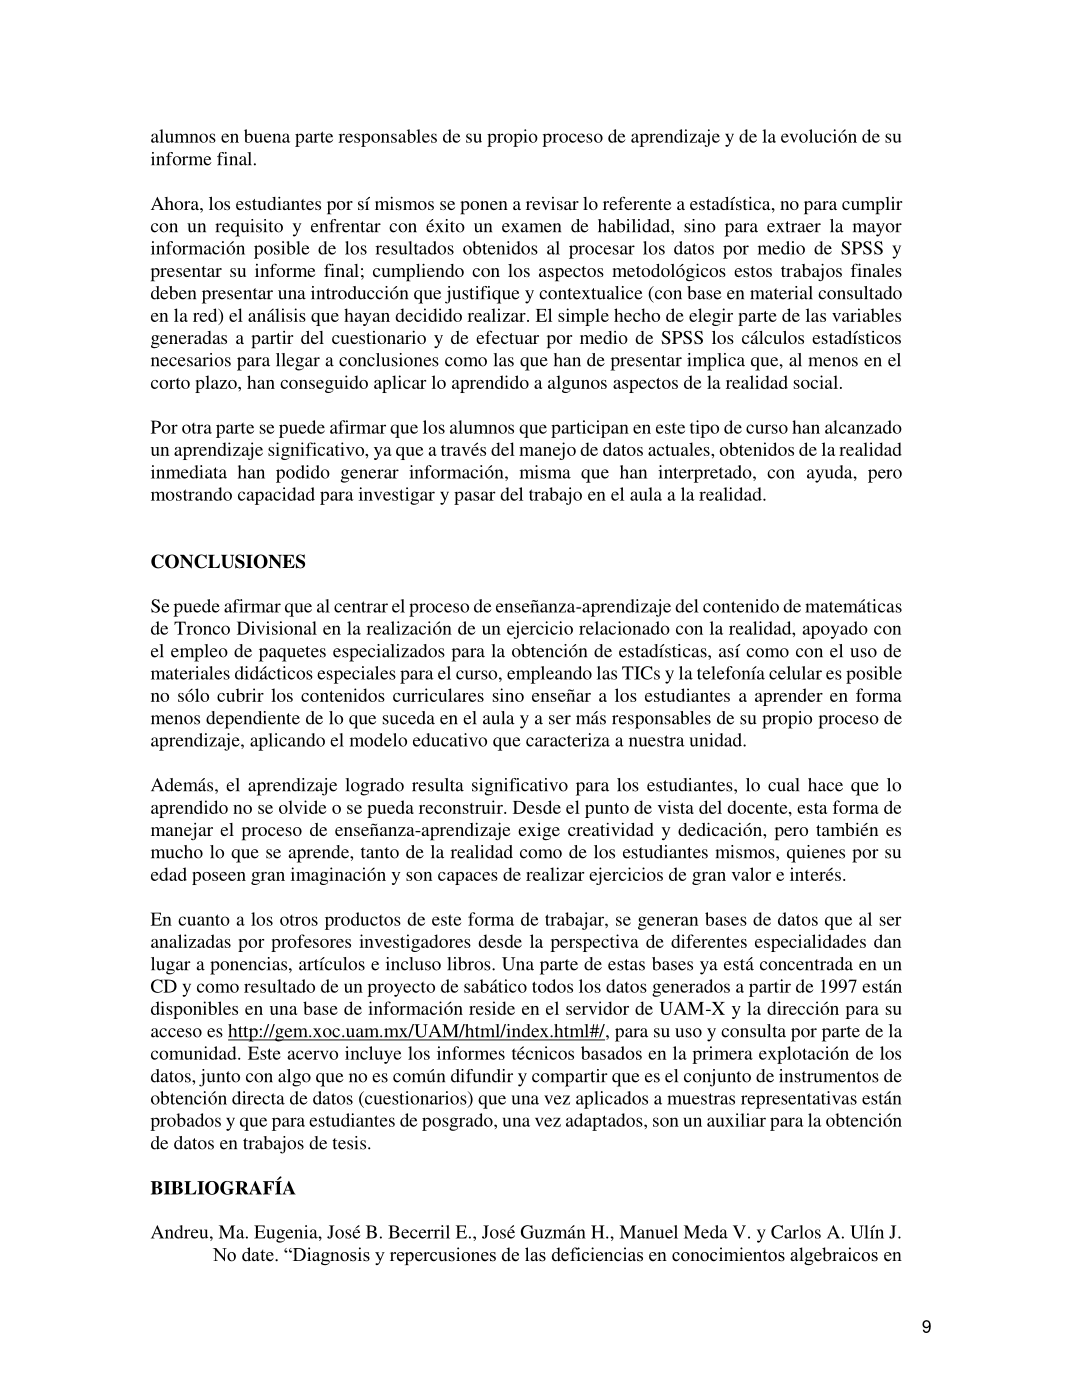 alumnos en buena parte responsables de su propio proceso de aprendizaje y de la evolución de su
informe final.
Ahora, los estudiantes por sí mismos se ponen a revisar lo referente a estadística, no para cumplir
con un requisito y enfrentar con éxito un examen de habilidad, sino para extraer la mayor
información posible de los resultados obtenidos al procesar los datos por medio de SPSS y
presentar su informe final; cumpliendo con los aspectos metodológicos estos trabajos finales
deben presentar una introducción que justifique y contextualice (con base en material consultado
en la red) el análisis que hayan decidido realizar. El simple hecho de elegir parte de las variables
generadas a partir del cuestionario y de efectuar por medio de SPSS los cálculos estadísticos
necesarios para llegar a conclusiones como las que han de presentar implica que, al menos en el
corto plazo, han conseguido aplicar lo aprendido a algunos aspectos de la realidad social.
Por otra parte se puede afirmar que los alumnos que participan en este tipo de curso han alcanzado
un aprendizaje significativo, ya que a través del manejo de datos actuales, obtenidos de la realidad
inmediata han podido generar información, misma que han interpretado, con ayuda, pero
mostrando capacidad para investigar y pasar del trabajo en el aula a la realidad.
CONCLUSIONES
Se puede afirmar que al centrar el proceso de enseñanza-aprendizaje del contenido de matemáticas
de Tronco Divisional en la realización de un ejercicio relacionado con la realidad, apoyado con
el empleo de paquetes especializados para la obtención de estadísticas, así como con el uso de
materiales didácticos especiales para el curso, empleando las TICs y la telefonía celular es posible
no sólo cubrir los contenidos curriculares sino enseñar a los estudiantes a aprender en forma
menos dependiente de lo que suceda en el aula y a ser más responsables de su propio proceso de
aprendizaje, aplicando el modelo educativo que caracteriza a nuestra unidad.
Además, el aprendizaje logrado resulta significativo para los estudiantes, lo cual hace que lo
aprendido no se olvide o se pueda reconstruir. Desde el punto de vista del docente, esta forma de
manejar el proceso de enseñanza-aprendizaje exige creatividad y dedicación, pero también es
mucho lo que se aprende, tanto de la realidad como de los estudiantes mismos, quienes por su
edad poseen gran imaginación y son capaces de realizar ejercicios de gran valor e interés.
En cuanto a los otros productos de este forma de trabajar, se generan bases de datos que al ser
analizadas por profesores investigadores desde la perspectiva de diferentes especialidades dan
lugar a ponencias, artículos e incluso libros. Una parte de estas bases ya está concentrada en un
CD y como resultado de un proyecto de sabático todos los datos generados a partir de 1997 están
disponibles en una base de información reside en el servidor de UAM-X y la dirección para su
acceso es http://gem.xoc.uam.mx/UAM/html/index.html#/, para su uso y consulta por parte de la
comunidad. Este acervo incluye los informes técnicos basados en la primera explotación de los
datos, junto con algo que no es común difundir y compartir que es el conjunto de instrumentos de
obtención directa de datos (cuestionarios) que una vez aplicados a muestras representativas están
probados y que para estudiantes de posgrado, una vez adaptados, son un auxiliar para la obtención
de datos en trabajos de tesis.
BIBLIOGRAFÍA
Andreu, Ma. Eugenia, José B. Becerril E., José Guzmán H., Manuel Meda V. y Carlos A. Ulín J.
No date. “Diagnosis y repercusiones de las deficiencias en conocimientos algebraicos en
9